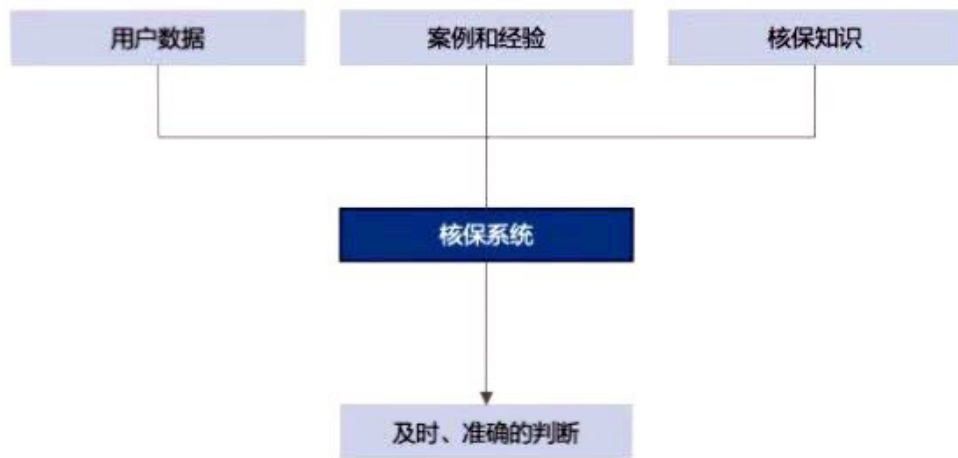 用户数据
案例和经验
核保知识
核保系统
及时、准确的判断